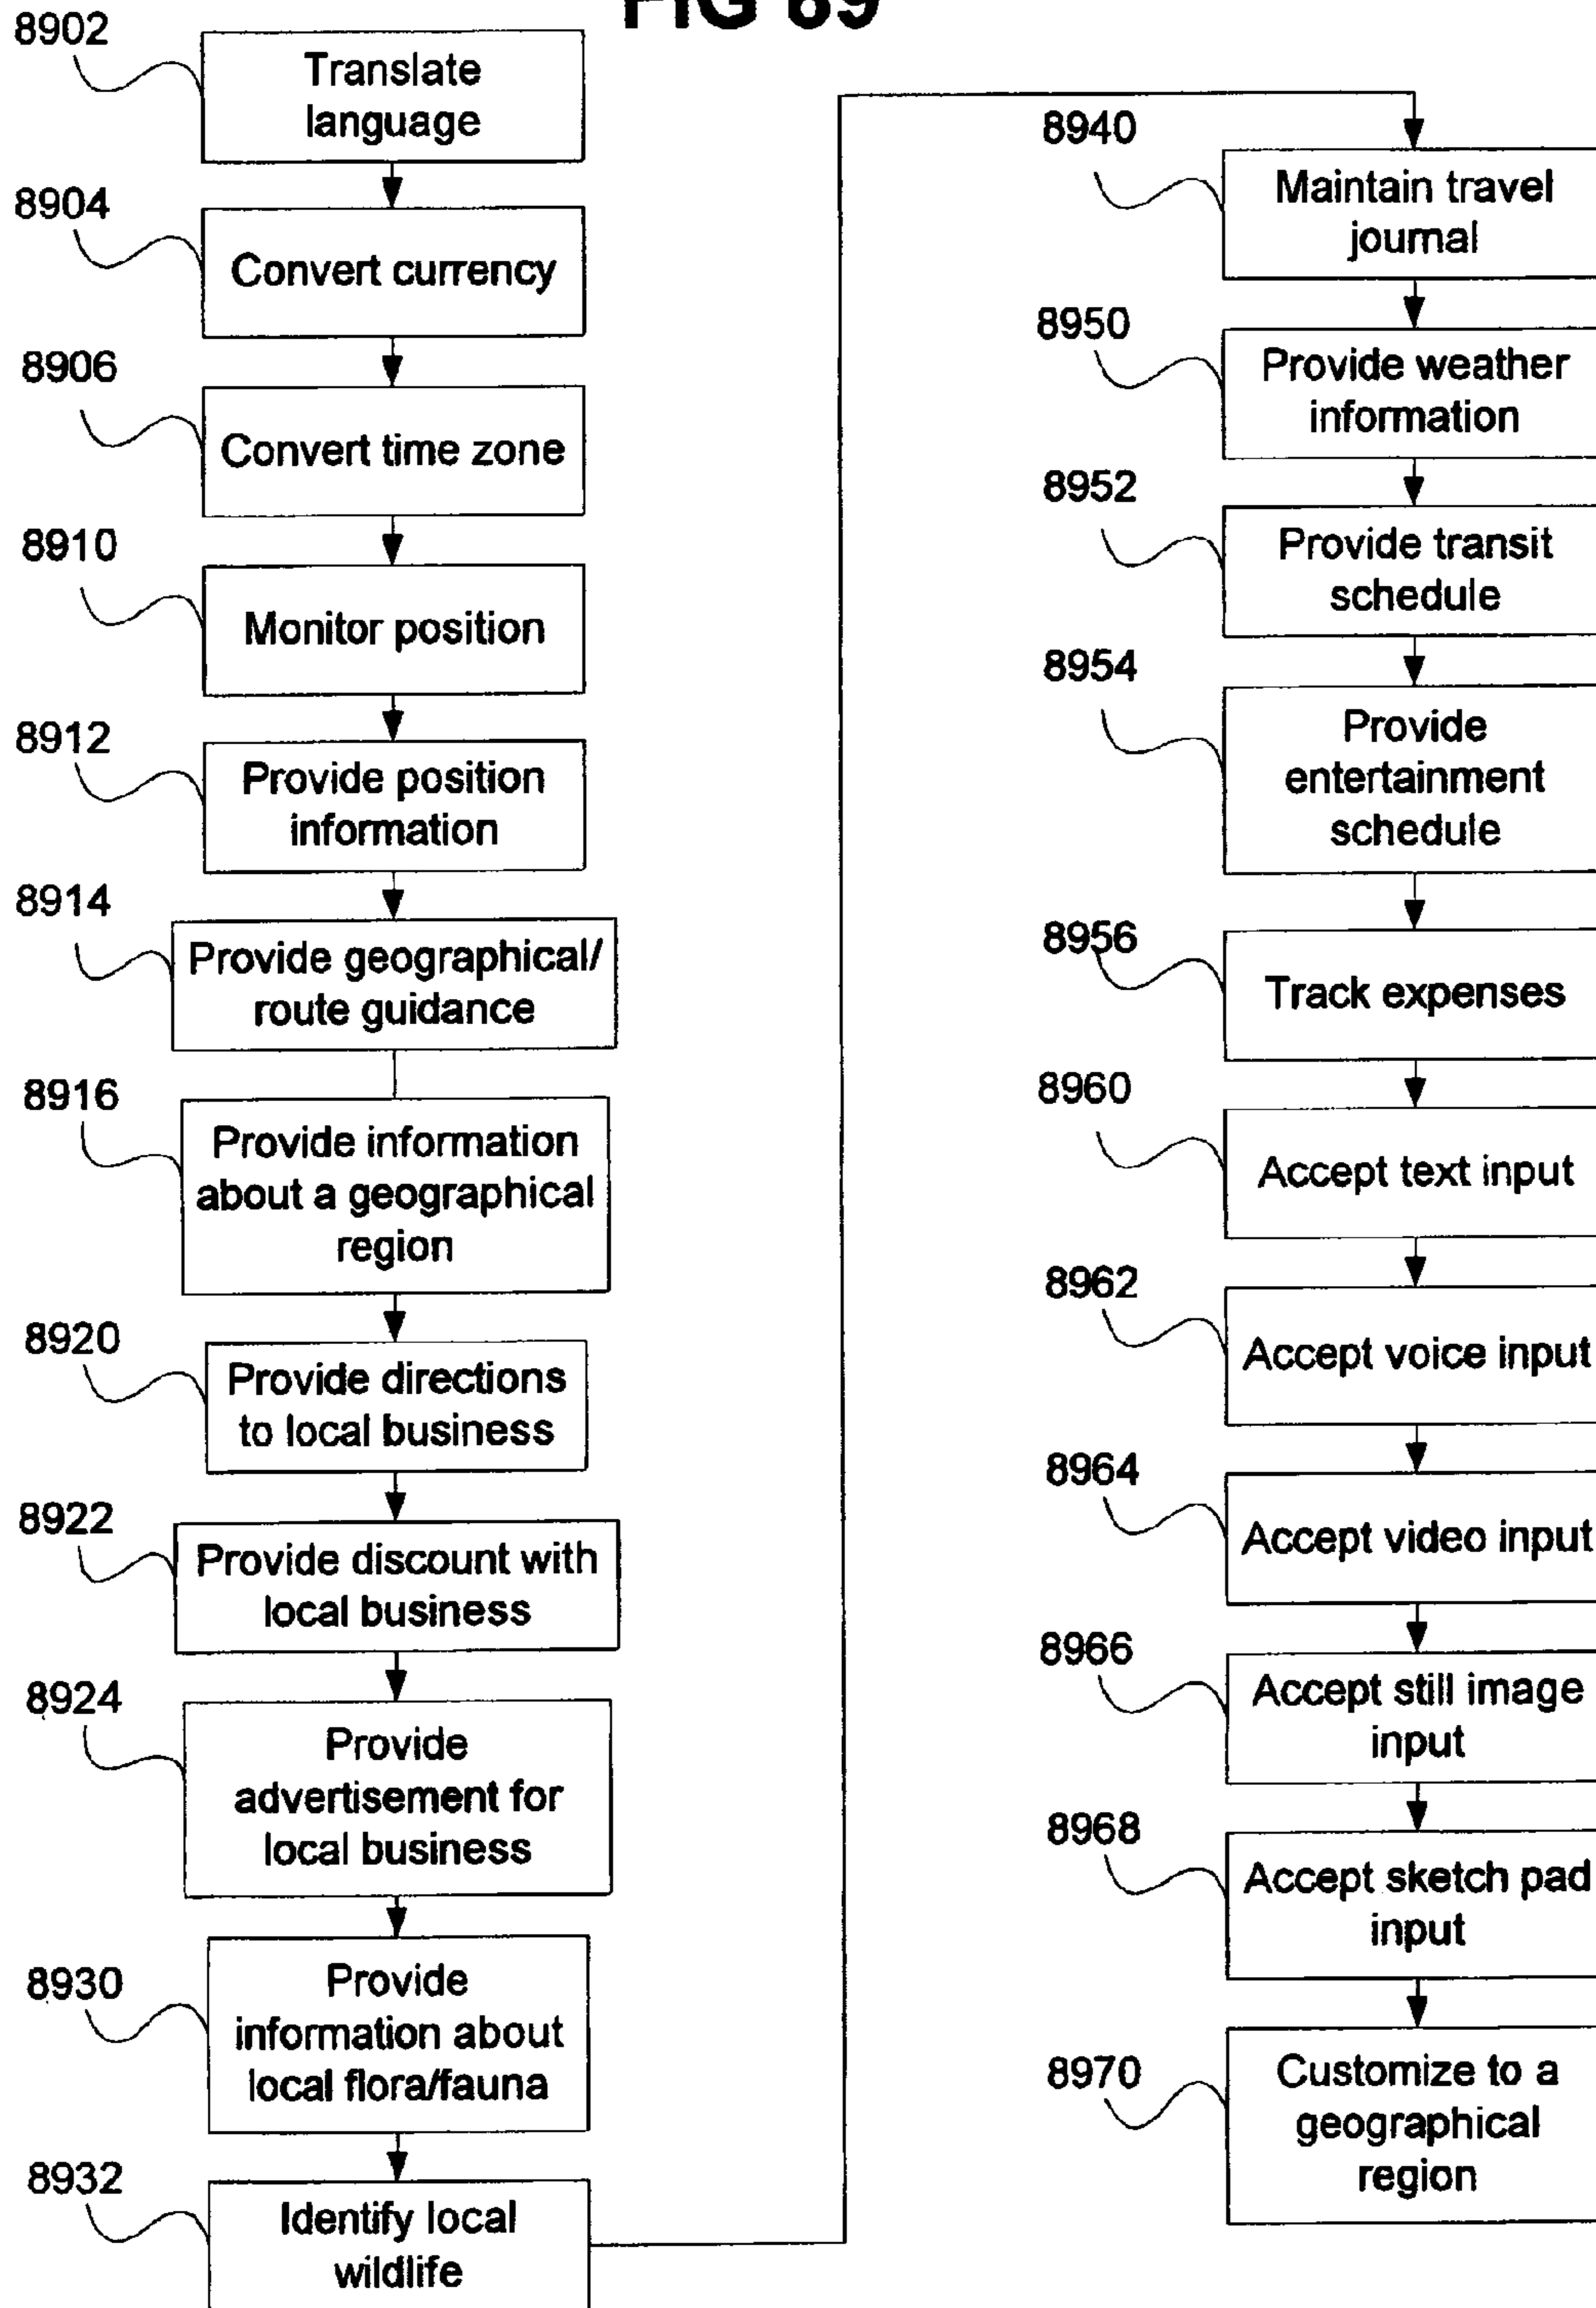 FIG 89
8902
Translate
language
8904
Convert currency
8906
Convert time zone
8910
Monitor position
8912
Provide position
information
8914
Provide geographical/
route guidance
8916
Provide information
about a geographical
region
8920
Provide directions
to local business
8922
Provide discount with
local business
8924
Provide
advertisement for
local business
8930
Provide
information about
local flora/fauna
8932
Identify local
wildlife
8940
Maintain travel
journal
8950
Provide weather
information
8952
Provide transit
schedule
8954
Provide
entertainment
schedule
8956
Track expenses
8960
Accept text input
8962
Accept voice input
8964
Accept video input
8966
Accept still image
input
8968
Accept sketch pad
input
8970
Customize to a
geographical
region